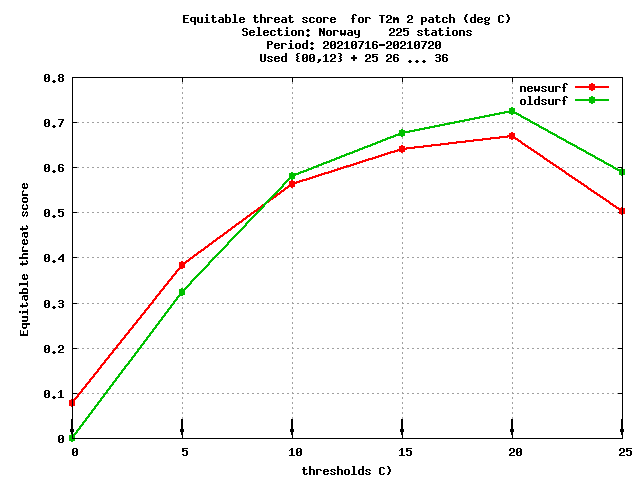 Equitable threat score  for T2m 2 patch (deg C)
Selection: Norway    225 stations
Period: 20210716-20210720
Used {00,12} + 25 26 ... 36
newsurf
oldsurf
0.8
0.7
0.6
0.5
0.4
0.3
0.2
0.1
0
Equitable threat score
0 5 10 15 20 25
thresholds C)